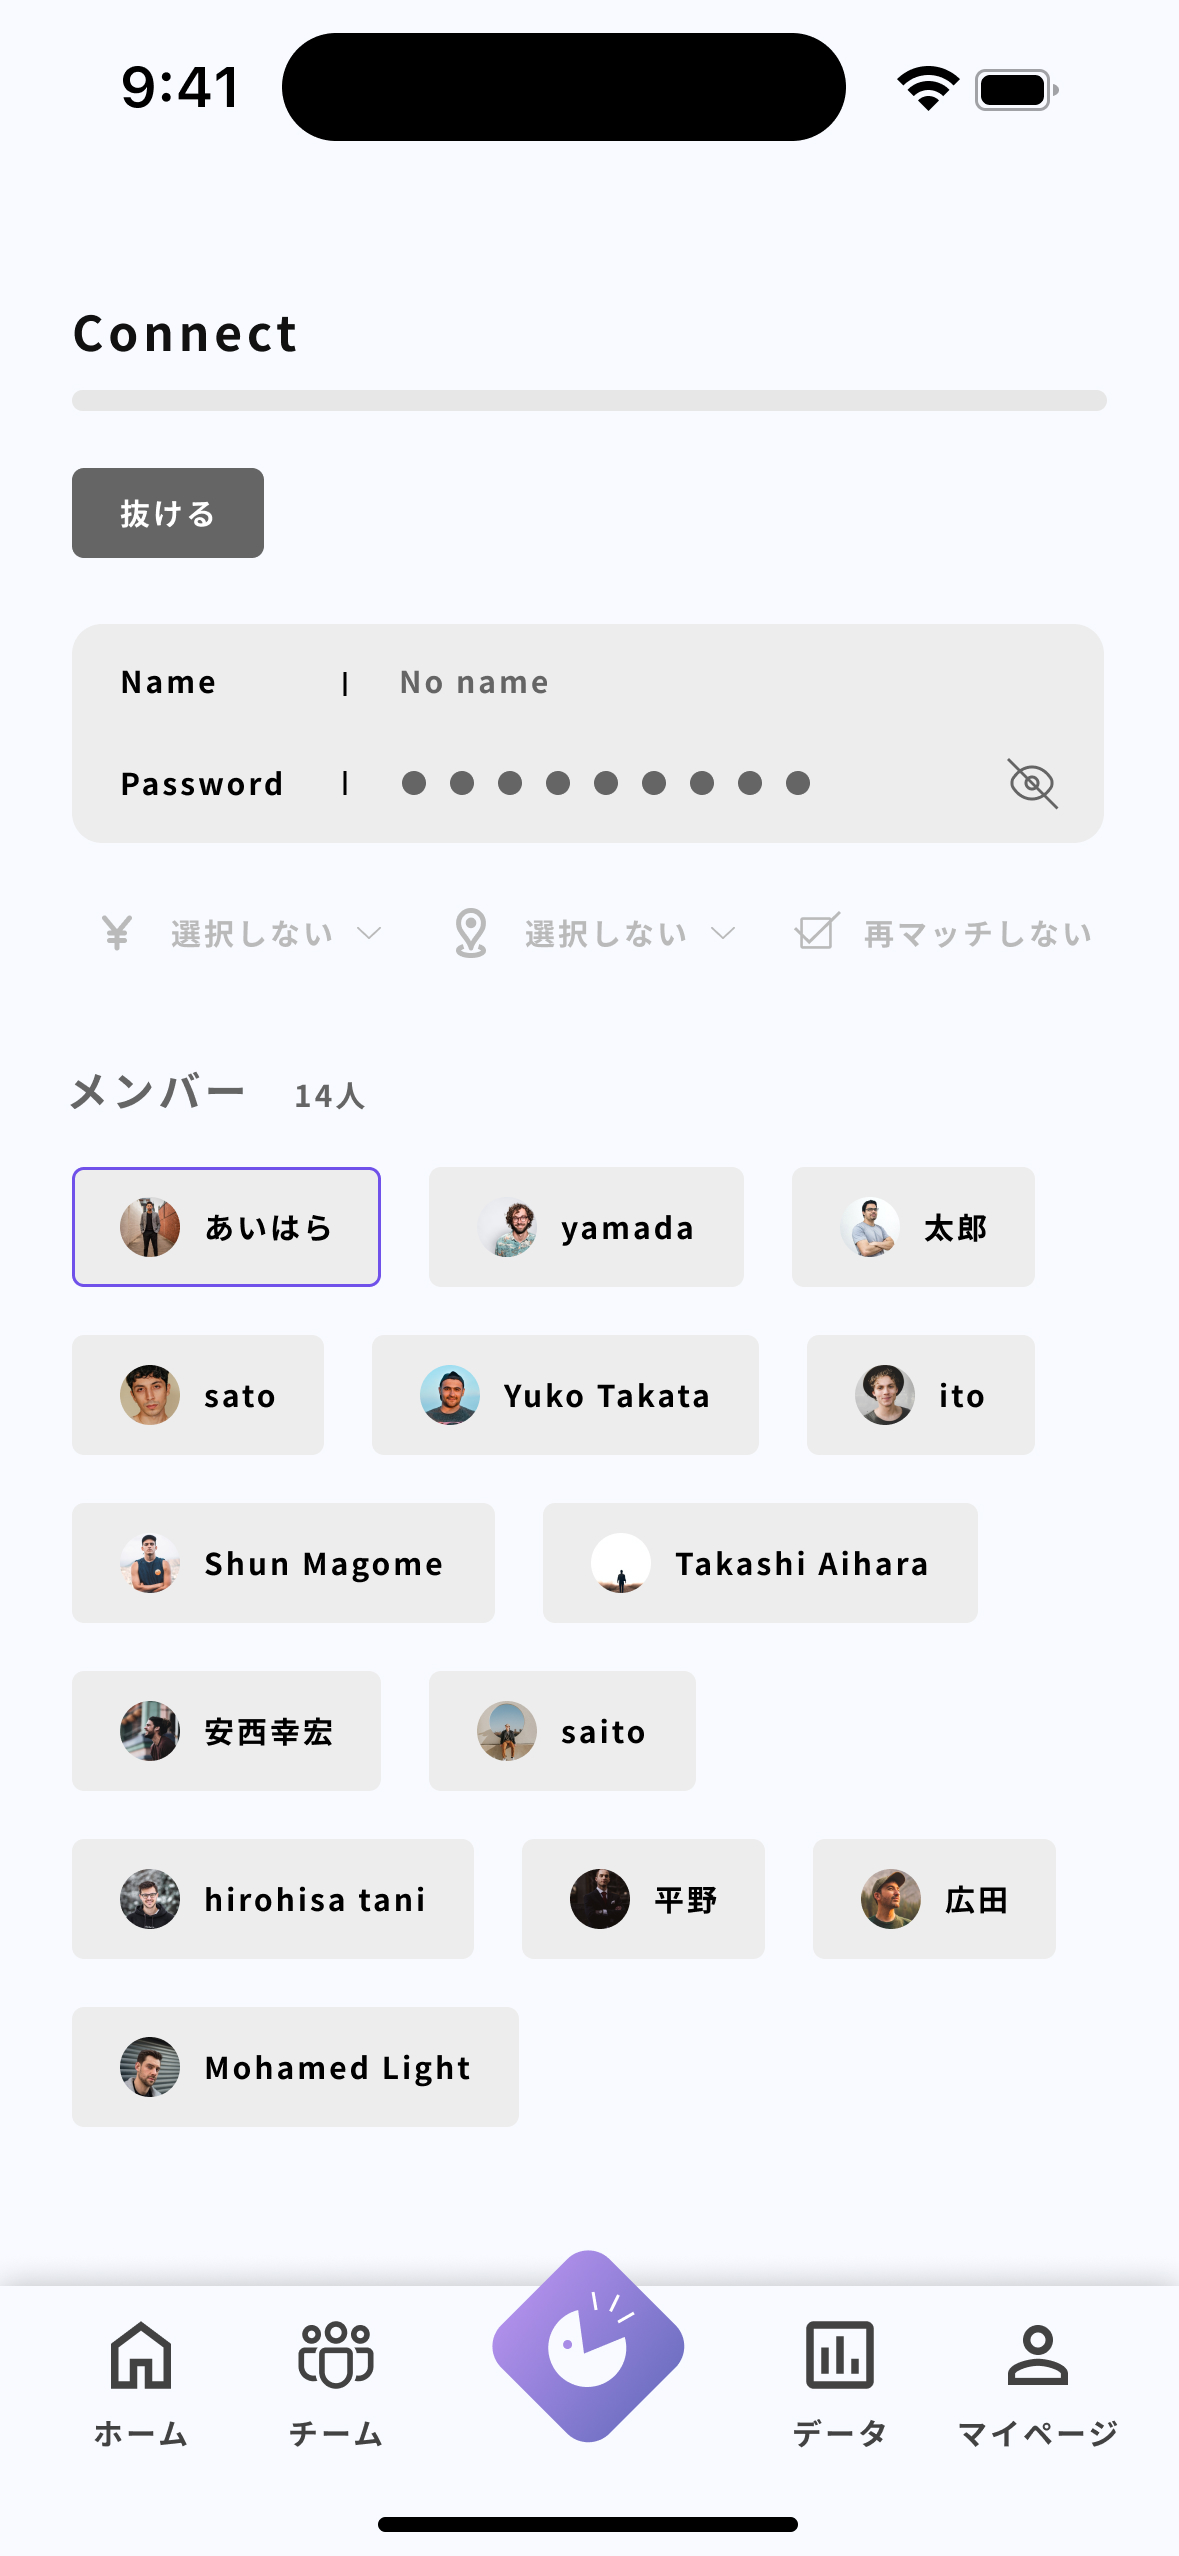 9:41
Connect
抜ける
Name | No name
Password | ●●●●●●●●●
¥ 選択しない 選択しない 再マッチしない
メンバー 14人
あいはら yamada 太郎
sato Yuko Takata ito
Shun Magome Takashi Aihara
安西幸宏 saito
hirohisa tani 平野 広田
Mohamed Light
ホーム チーム データ マイページ